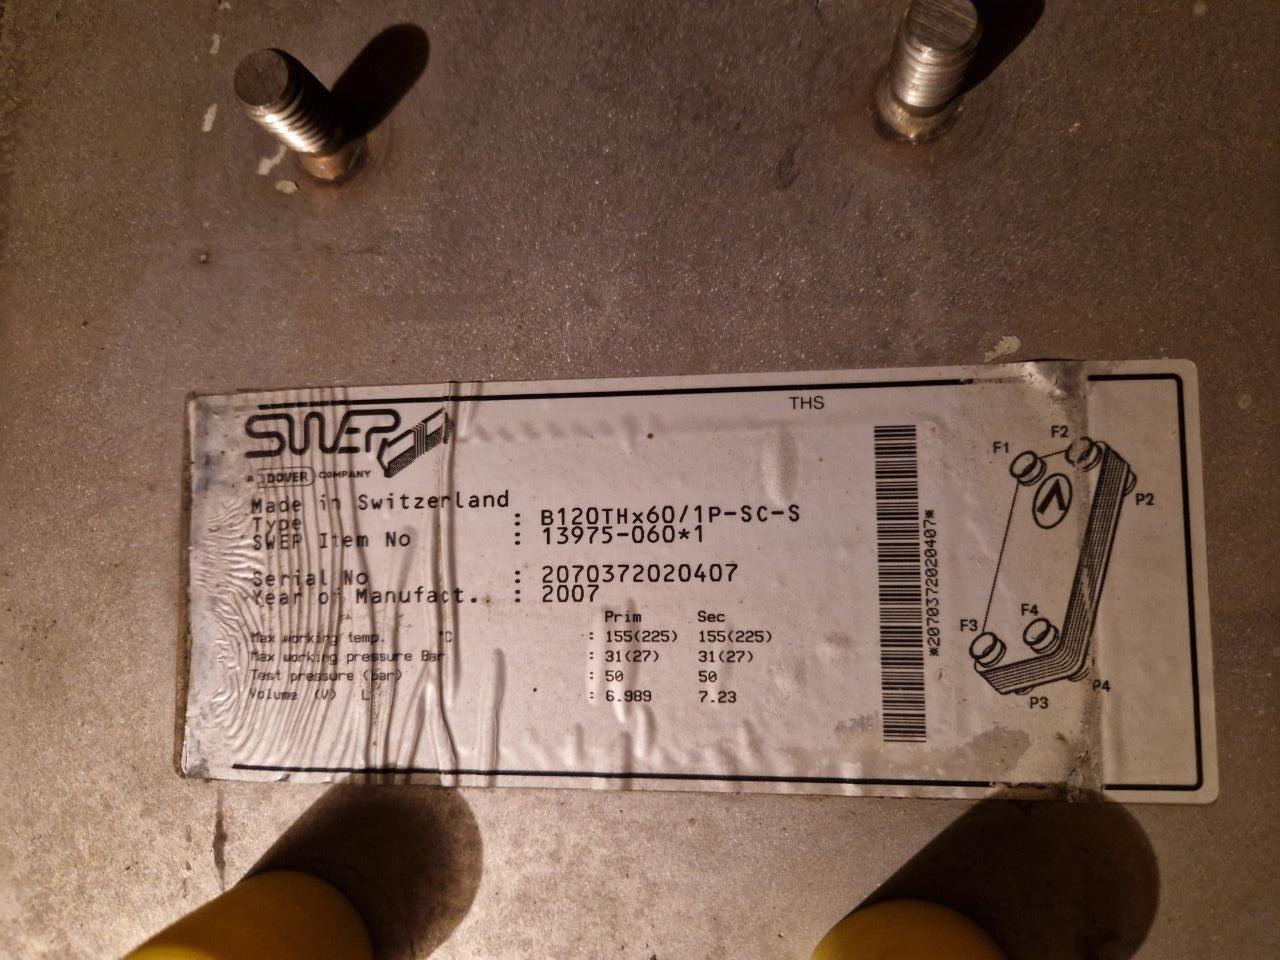 THS
SWEP
A DOVER COMPANY
Made in Switzerland
Type : B120THx60/1P-SC-S
SWEP Item No : 13975-060*1
Serial No : 2070372020407
Year of Manufact.. : 2007
Prim Sec
Max working temp. °C : 155(225) 155(225)
Max working pressure Bar : 31(27) 31(27)
Test pressure (bar) : 50 50
Volume (V) L : 6.989 7.23
*2070372020407*
F1 F2
P2
F3 F4
P3 P4